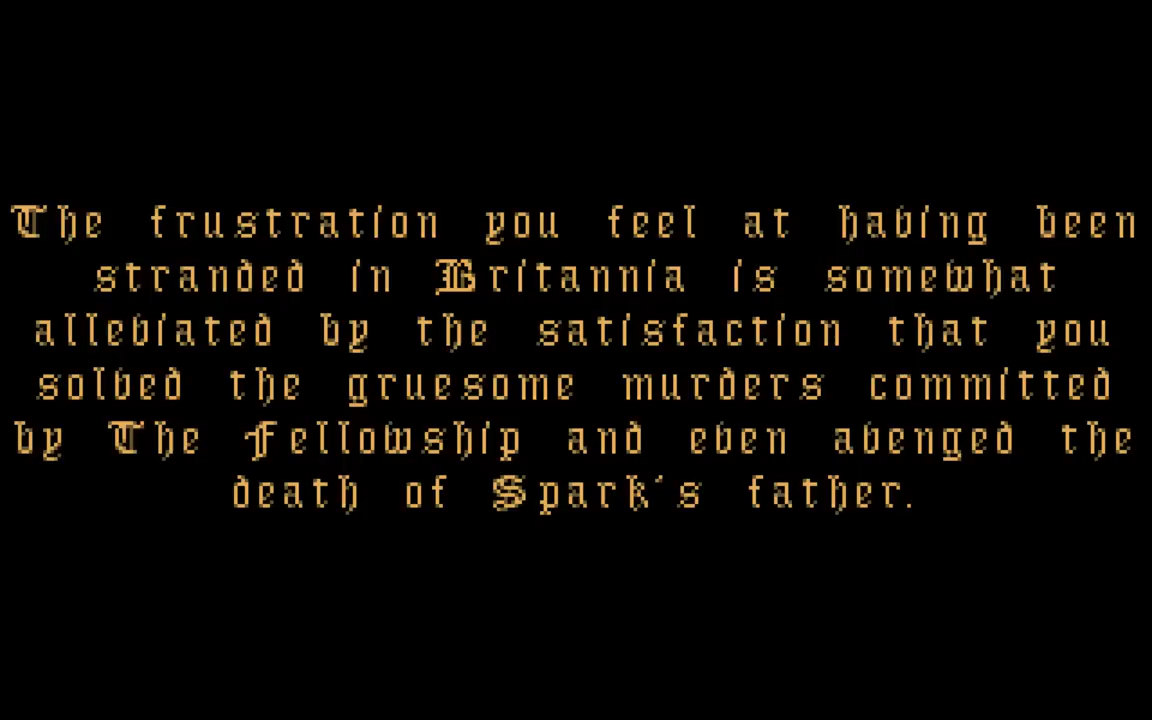 The frustration you feel at having been
stranded in Britannia is somewhat
alleviated by the satisfaction that you
solved the gruesome murders committed
by The Fellowship and even avenged the
death of Spark's father.